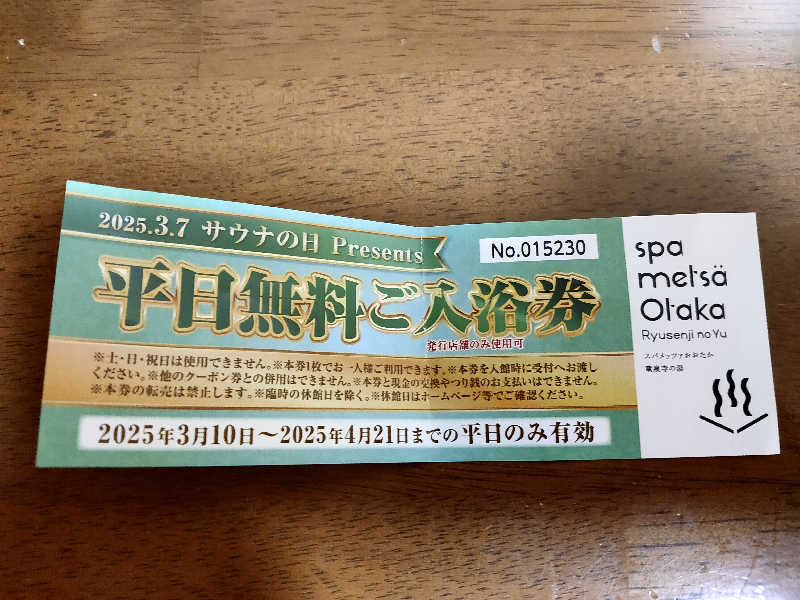 2025.3.7 サウナの日 Presents
No.015230
平日無料ご入浴券
発行店舗のみ使用可
※土・日・祝日は使用できません。※本券1枚でお一人様ご利用できます。※本券を入館時に受付へお渡し
ください。※他のクーポン券との併用はできません。※本券と現金の交換やつり銭のお支払いはできません。
※本券の転売は禁止します。※臨時の休館日を除く。※休館日はホームページ等でご確認ください。
2025年3月10日〜2025年4月21日までの平日のみ有効
spa
metsä
Otaka
Ryusenji no Yu
スパメッツァおおたか
竜泉寺の湯